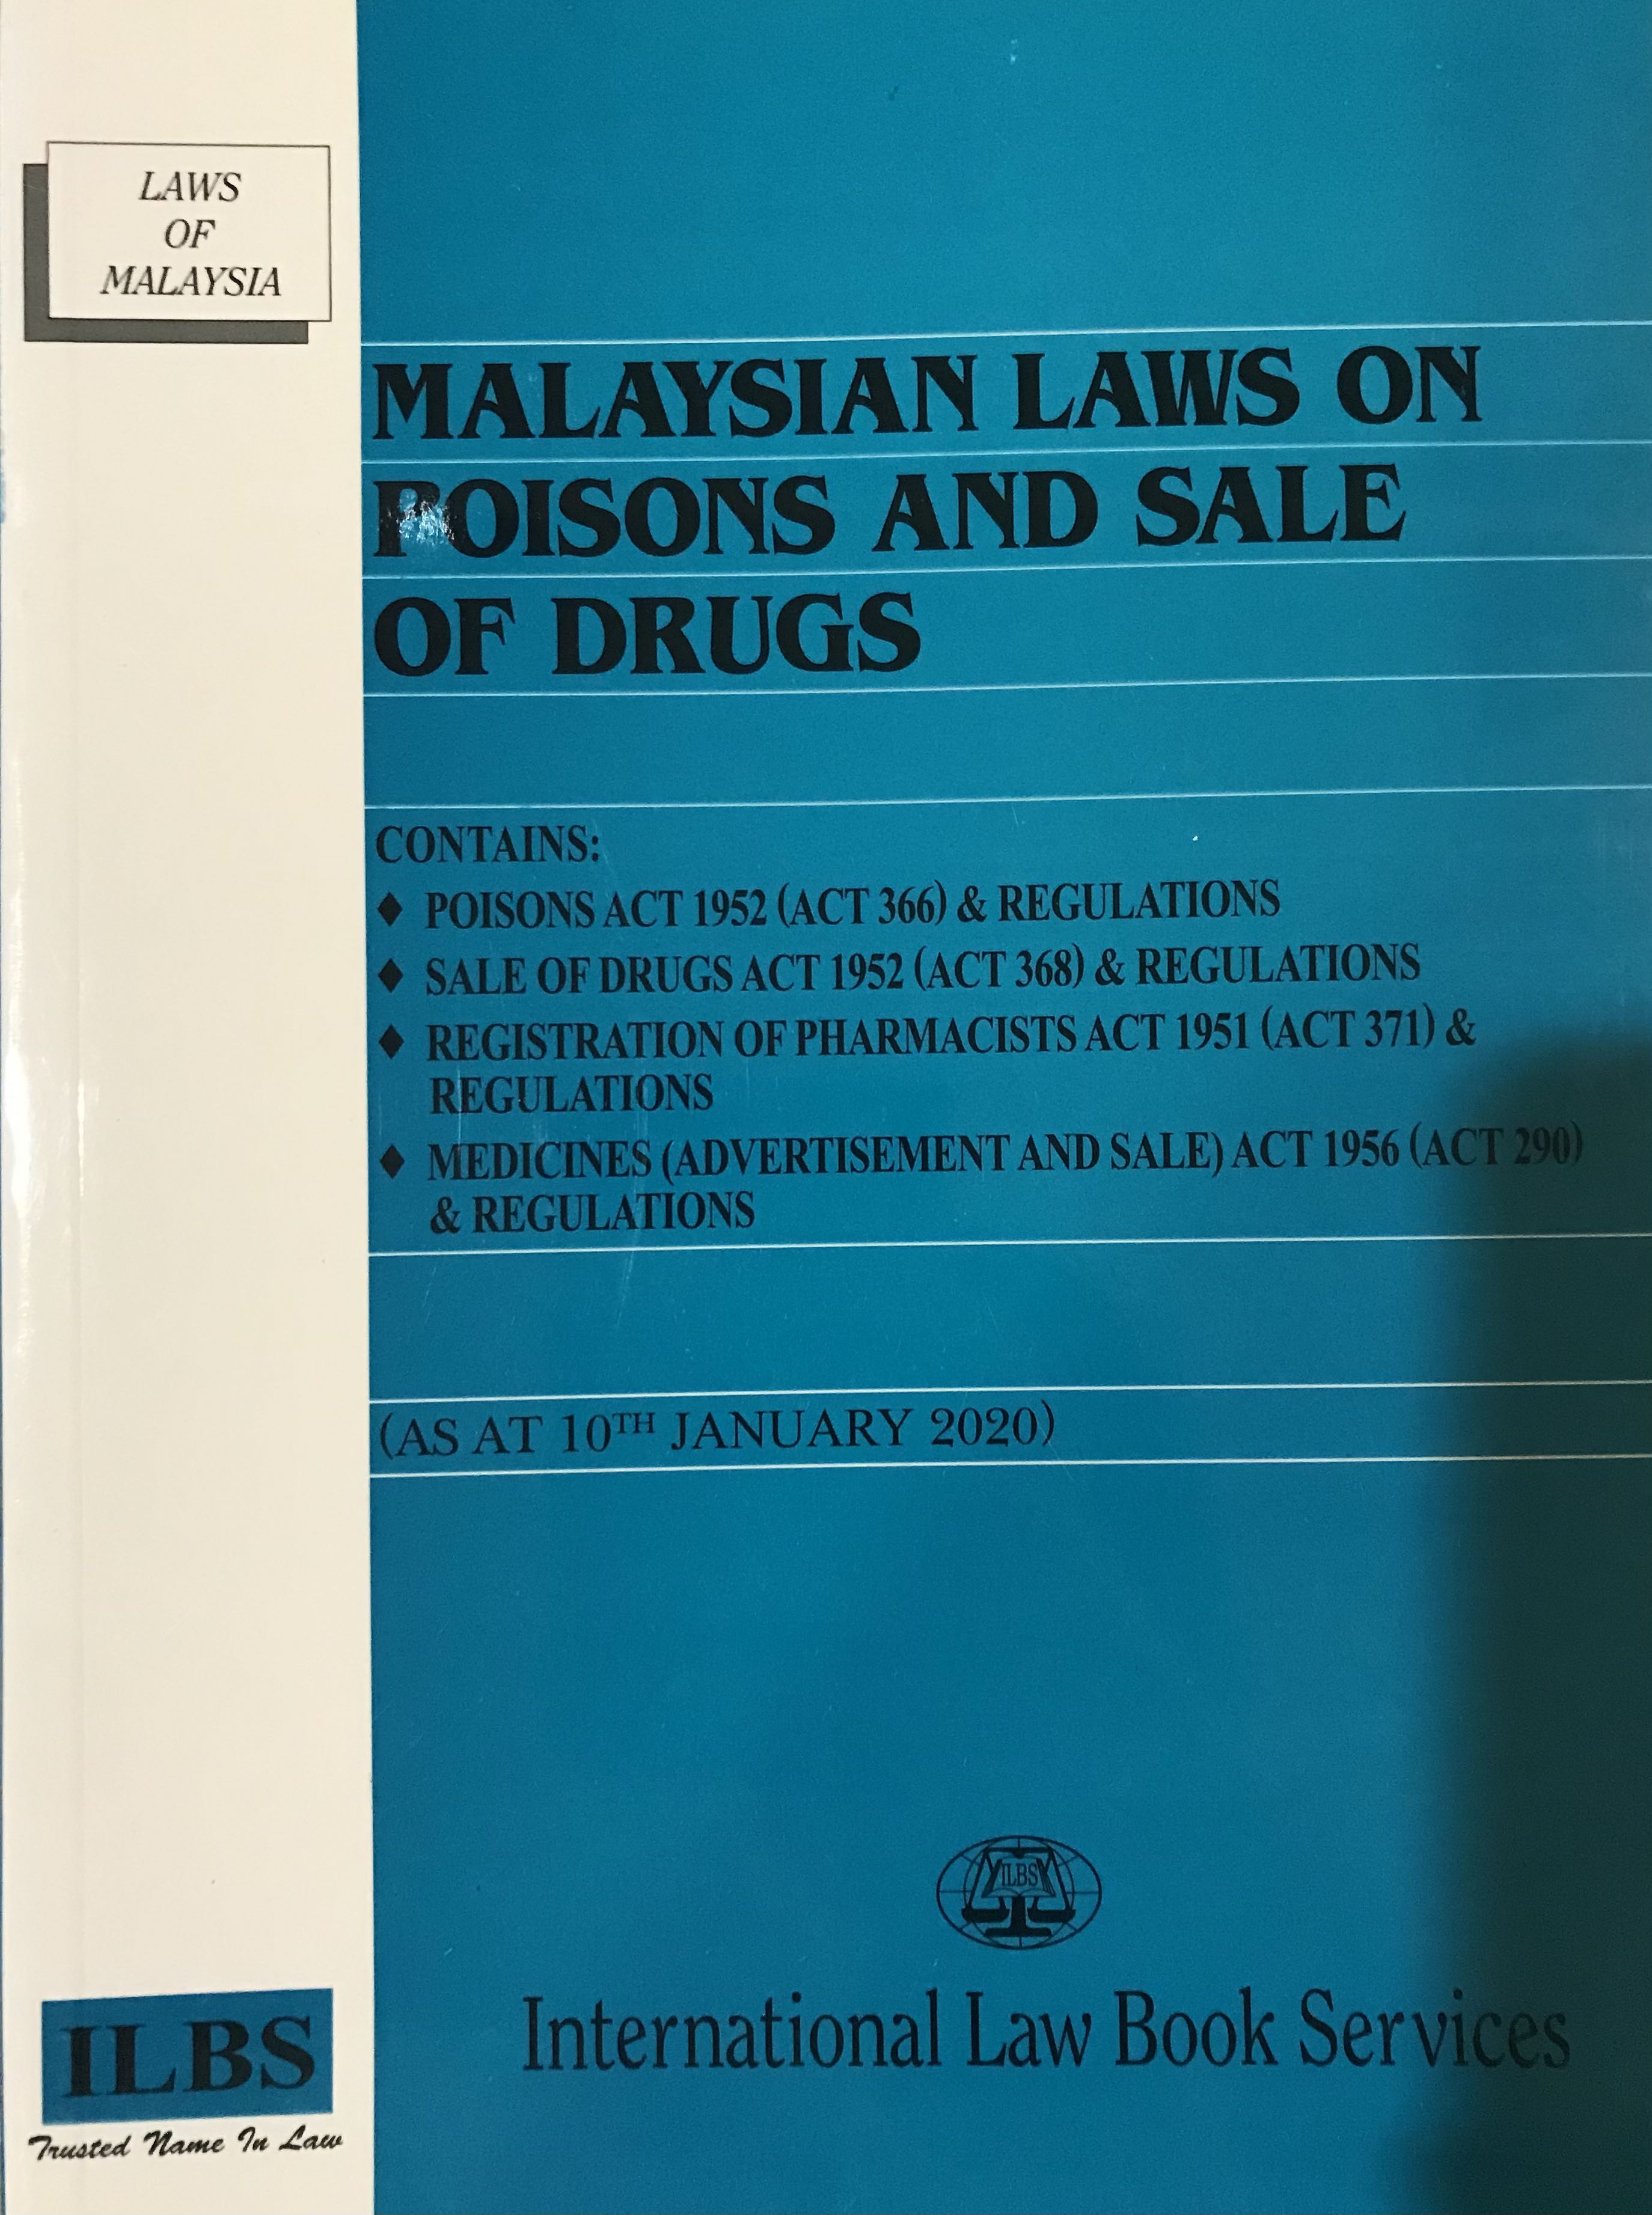 LAWS
OF
MALAYSIA
MALAYSIAN LAWS ON
POISONS AND SALE
OF DRUGS
CONTAINS:
♦ POISONS ACT 1952 (ACT 366) & REGULATIONS
♦ SALE OF DRUGS ACT 1952 (ACT 368) & REGULATIONS
♦ REGISTRATION OF PHARMACISTS ACT 1951 (ACT 371) &
REGULATIONS
♦ MEDICINES (ADVERTISEMENT AND SALE) ACT 1956 (ACT 290)
& REGULATIONS
(AS AT 10TH JANUARY 2020)
ILBS
International Law Book Services
ILBS
Trusted Name In Law